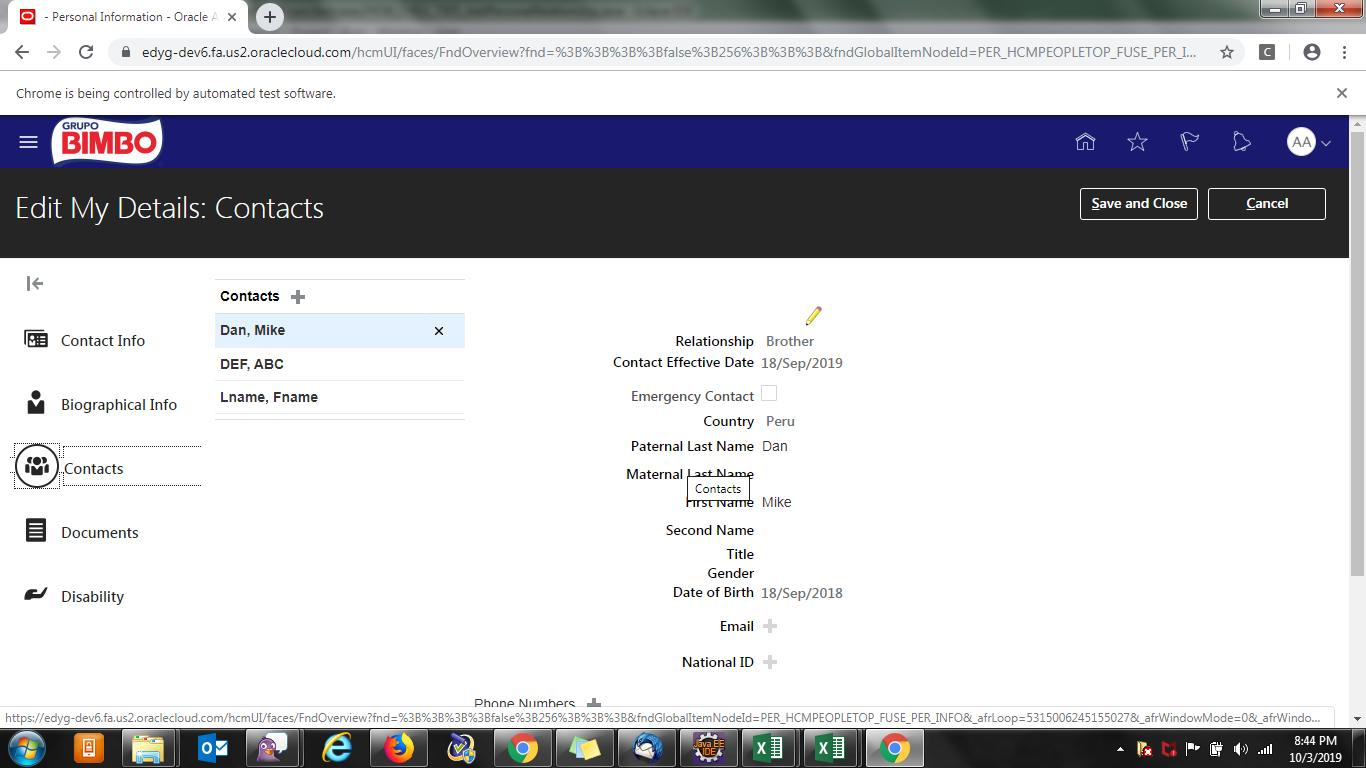 - Personal Information - Oracle A
edyg-dev6.fa.us2.oraclecloud.com/hcmUI/faces/FndOverview?fnd=%3B%3B%3B%3Bfalse%3B256%3B%3B%3B&fndGlobalItemNodeId=PER_HCMPEOPLETOP_FUSE_PER_I...
C
Chrome is being controlled by automated test software.
GRUPO
BIMBO
AA
Edit My Details: Contacts
Save and Close
Cancel
Contact Info
Biographical Info
Contacts
Documents
Disability
Contacts
Dan, Mike
DEF, ABC
Lname, Fname
Relationship Brother
Contact Effective Date 18/Sep/2019
Emergency Contact
Country Peru
Paternal Last Name Dan
Maternal Last Name
Contacts
First Name Mike
Second Name
Title
Gender
Date of Birth 18/Sep/2018
Email
National ID
Phone Numbers
https://edyg-dev6.fa.us2.oraclecloud.com/hcmUI/faces/FndOverview?fnd=%3B%3B%3B%3Bfalse%3B256%3B%3B%3B&fndGlobalItemNodeId=PER_HCMPEOPLETOP_FUSE_PER_INFO&_afrLoop=5315006245155027&_afrWindowMode=0&_afrWindo...
Java EE
IDE
8:44 PM
10/3/2019